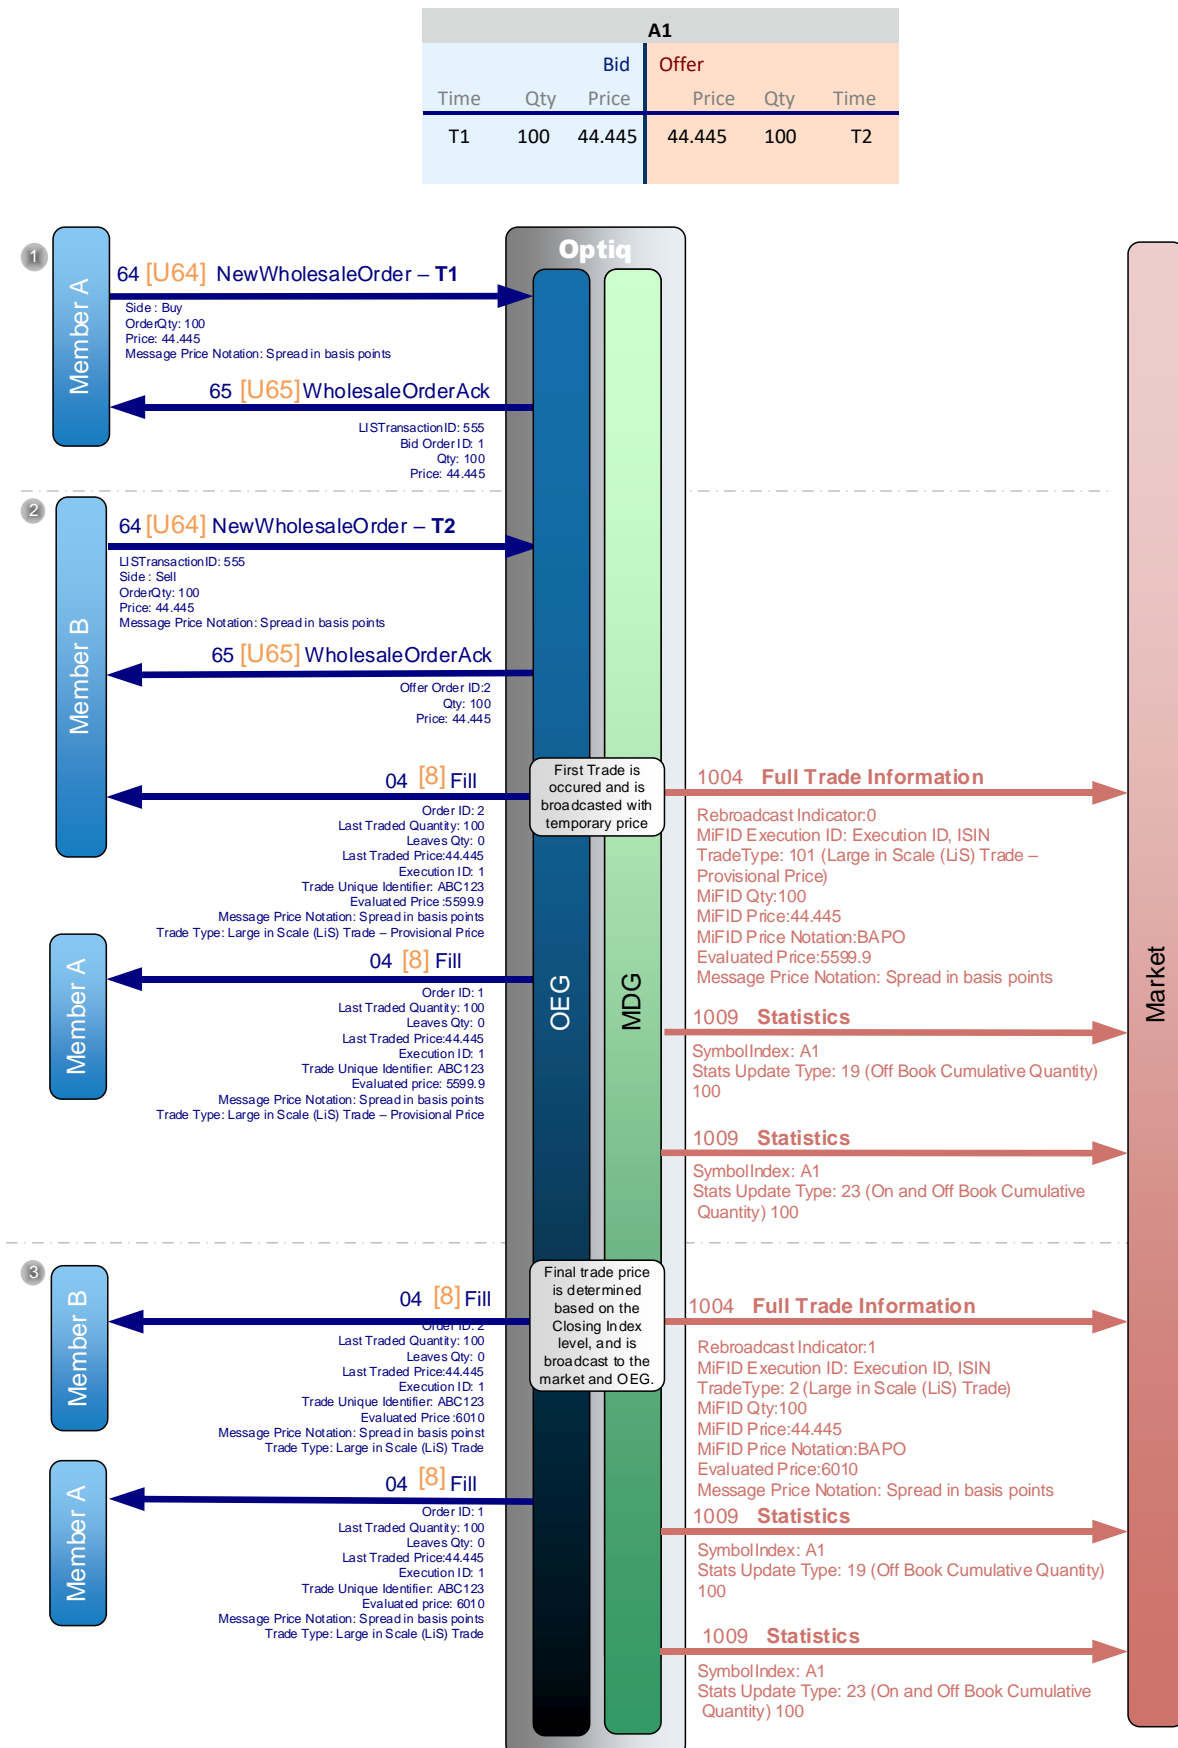 A1
Bid Offer
Time Qty Price Price Qty Time
T1 100 44.445 44.445 100 T2
Optiq
OEG
MDG
Market
1
Member A
64 [U64] NewWholesaleOrder – T1
Side : Buy
OrderQty: 100
Price: 44.445
Message Price Notation: Spread in basis points
65 [U65] WholesaleOrderAck
LISTransactionID: 555
Bid Order ID: 1
Qty: 100
Price: 44.445
2
Member B
64 [U64] NewWholesaleOrder – T2
LISTransactionID: 555
Side : Sell
OrderQty: 100
Price: 44.445
Message Price Notation: Spread in basis points
65 [U65] WholesaleOrderAck
Offer Order ID:2
Qty: 100
Price: 44.445
04 [8] Fill
Order ID: 2
Last Traded Quantity: 100
Leaves Qty: 0
Last Traded Price:44.445
Execution ID: 1
Trade Unique Identifier: ABC123
Evaluated Price :5599.9
Message Price Notation: Spread in basis points
Trade Type: Large in Scale (LiS) Trade – Provisional Price
First Trade is
occured and is
broadcasted with
temporary price
1004 Full Trade Information
Rebroadcast Indicator:0
MiFID Execution ID: Execution ID, ISIN
TradeType: 101 (Large in Scale (LiS) Trade –
Provisional Price)
MiFID Qty:100
MiFID Price:44.445
MiFID Price Notation:BAPO
Evaluated Price:5599.9
Message Price Notation: Spread in basis points
Member A
04 [8] Fill
Order ID: 1
Last Traded Quantity: 100
Leaves Qty: 0
Last Traded Price:44.445
Execution ID: 1
Trade Unique Identifier: ABC123
Evaluated price: 5599.9
Message Price Notation: Spread in basis points
Trade Type: Large in Scale (LiS) Trade – Provisional Price
1009 Statistics
SymbolIndex: A1
Stats Update Type: 19 (Off Book Cumulative Quantity)
100
1009 Statistics
SymbolIndex: A1
Stats Update Type: 23 (On and Off Book Cumulative
Quantity) 100
3
Member B
04 [8] Fill
Order ID: 2
Last Traded Quantity: 100
Leaves Qty: 0
Last Traded Price:44.445
Execution ID: 1
Trade Unique Identifier: ABC123
Evaluated Price :6010
Message Price Notation: Spread in basis poinst
Trade Type: Large in Scale (LiS) Trade
Final trade price
is determined
based on the
Closing Index
level, and is
broadcast to the
market and OEG.
1004 Full Trade Information
Rebroadcast Indicator:1
MiFID Execution ID: Execution ID, ISIN
TradeType: 2 (Large in Scale (LiS) Trade)
MiFID Qty:100
MiFID Price:44.445
MiFID Price Notation:BAPO
Evaluated Price:6010
Message Price Notation: Spread in basis points
Member A
04 [8] Fill
Order ID: 1
Last Traded Quantity: 100
Leaves Qty: 0
Last Traded Price:44.445
Execution ID: 1
Trade Unique Identifier: ABC123
Evaluated price: 6010
Message Price Notation: Spread in basis points
Trade Type: Large in Scale (LiS) Trade
1009 Statistics
SymbolIndex: A1
Stats Update Type: 19 (Off Book Cumulative Quantity)
100
1009 Statistics
SymbolIndex: A1
Stats Update Type: 23 (On and Off Book Cumulative
Quantity) 100